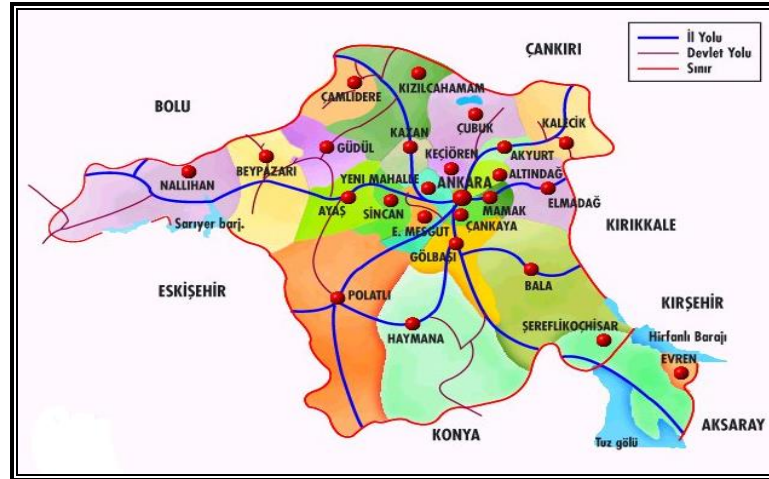 İl Yolu
Devlet Yolu
Sınır
ÇANKIRI
KIZILCAHAMAM
ÇAMLIDERE
BOLU
ÇUBUK
KALECİK
KAZAN
GÜDÜL
KEÇİÖREN
AKYURT
BEYPAZARI
ALTINDAĞ
YENİ MAHALLE
ANKARA
NALLIHAN
ELMADAĞ
AYAŞ
SİNCAN
MAMAK
E. MESGUT
ÇANKAYA
Sarıyer barj.
KIRIKKALE
GÖLBAŞI
ESKİŞEHİR
BALA
POLATLI
KIRŞEHİR
ŞEREFLİKOCHİSAR
HAYMANA
Hirfanlı Barajı
EVREN
KONYA
AKSARAY
Tuz gölü